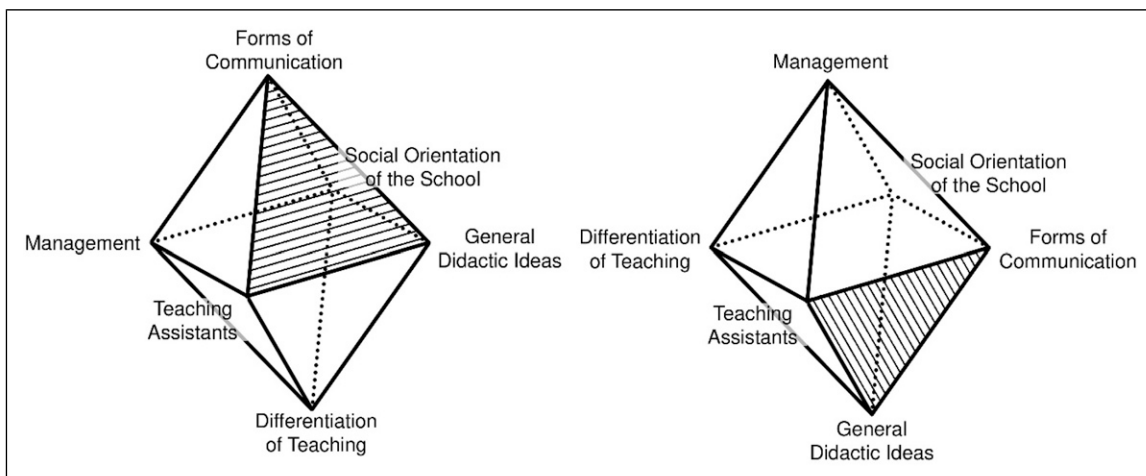 Forms of
Communication
Social Orientation
of the School
Management
General
Didactic Ideas
Teaching
Assistants
Differentiation
of Teaching
Management
Social Orientation
of the School
Differentiation
of Teaching
Forms of
Communication
Teaching
Assistants
General
Didactic Ideas